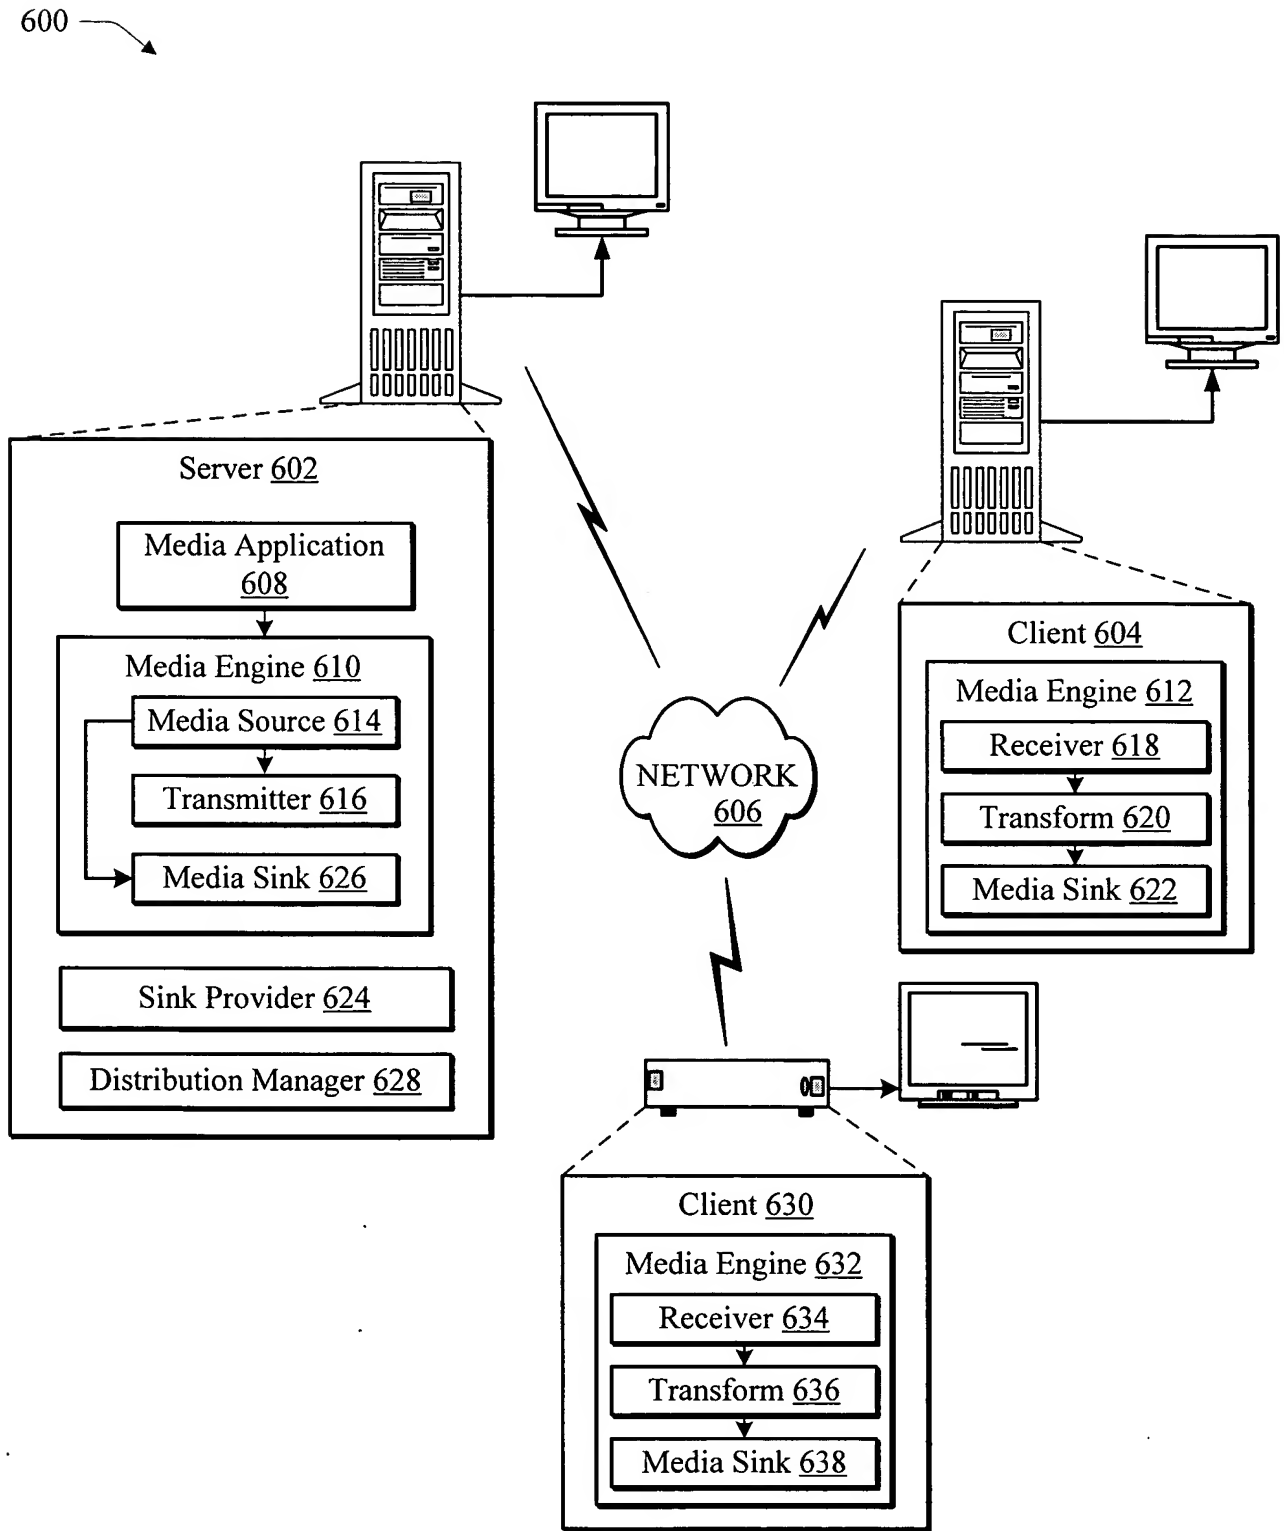 600
Server 602
Media Application
608
Media Engine 610
Media Source 614
Transmitter 616
Media Sink 626
Sink Provider 624
Distribution Manager 628
NETWORK
606
Client 604
Media Engine 612
Receiver 618
Transform 620
Media Sink 622
Client 630
Media Engine 632
Receiver 634
Transform 636
Media Sink 638